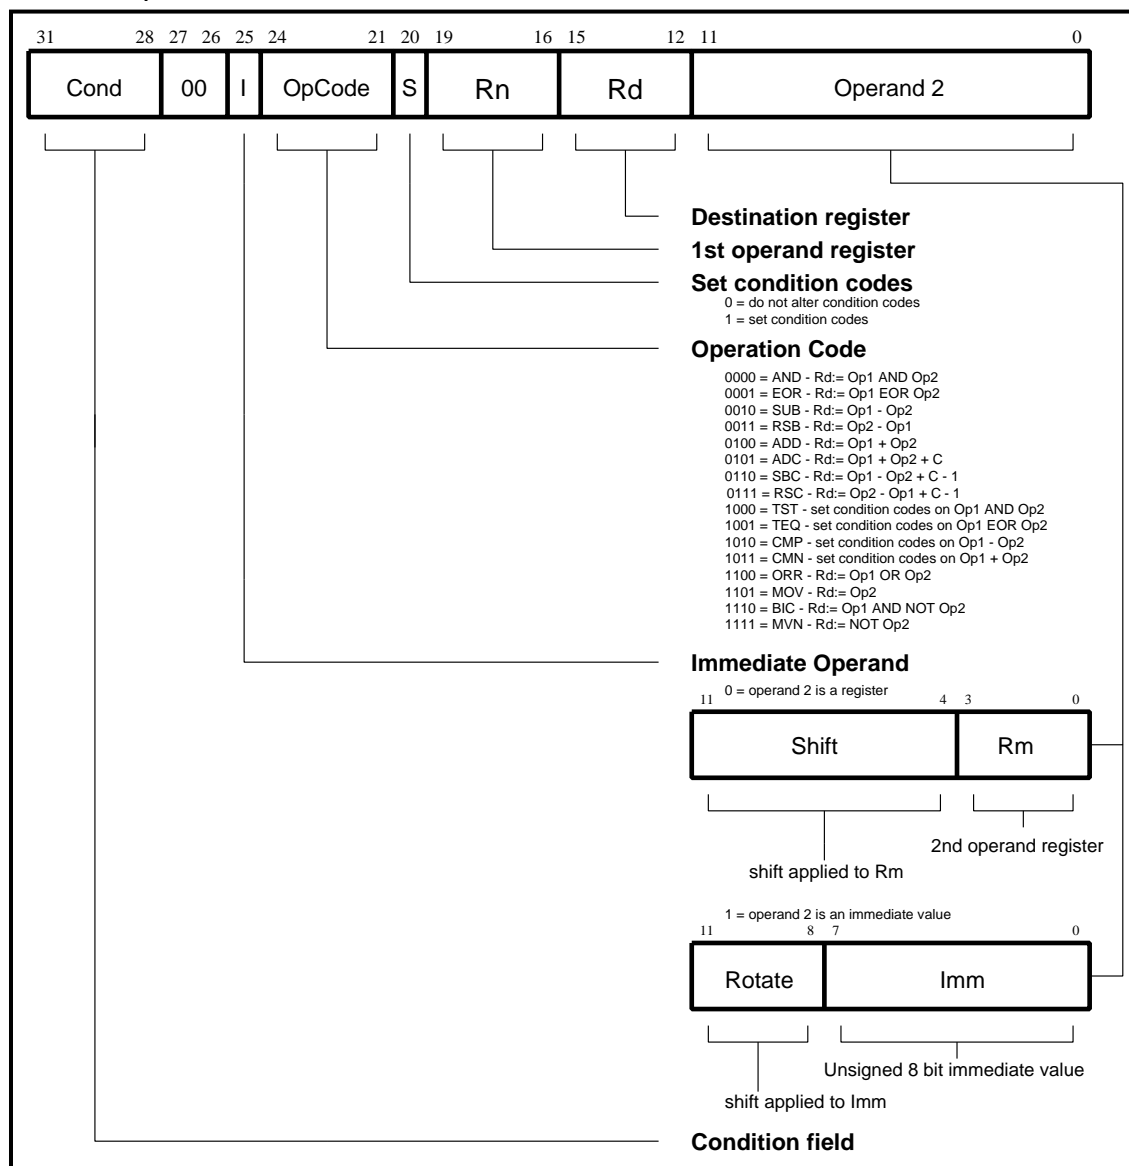 31 28 27 26 25 24 21 20 19 16 15 12 11 0
Cond 00 I OpCode S Rn Rd Operand 2
Destination register
1st operand register
Set condition codes
0 = do not alter condition codes
1 = set condition codes
Operation Code
0000 = AND - Rd:= Op1 AND Op2
0001 = EOR - Rd:= Op1 EOR Op2
0010 = SUB - Rd:= Op1 - Op2
0011 = RSB - Rd:= Op2 - Op1
0100 = ADD - Rd:= Op1 + Op2
0101 = ADC - Rd:= Op1 + Op2 + C
0110 = SBC - Rd:= Op1 - Op2 + C - 1
0111 = RSC - Rd:= Op2 - Op1 + C - 1
1000 = TST - set condition codes on Op1 AND Op2
1001 = TEQ - set condition codes on Op1 EOR Op2
1010 = CMP - set condition codes on Op1 - Op2
1011 = CMN - set condition codes on Op1 + Op2
1100 = ORR - Rd:= Op1 OR Op2
1101 = MOV - Rd:= Op2
1110 = BIC - Rd:= Op1 AND NOT Op2
1111 = MVN - Rd:= NOT Op2
Immediate Operand
0 = operand 2 is a register
11 4 3 0
Shift Rm
2nd operand register
shift applied to Rm
1 = operand 2 is an immediate value
11 8 7 0
Rotate Imm
Unsigned 8 bit immediate value
shift applied to Imm
Condition field